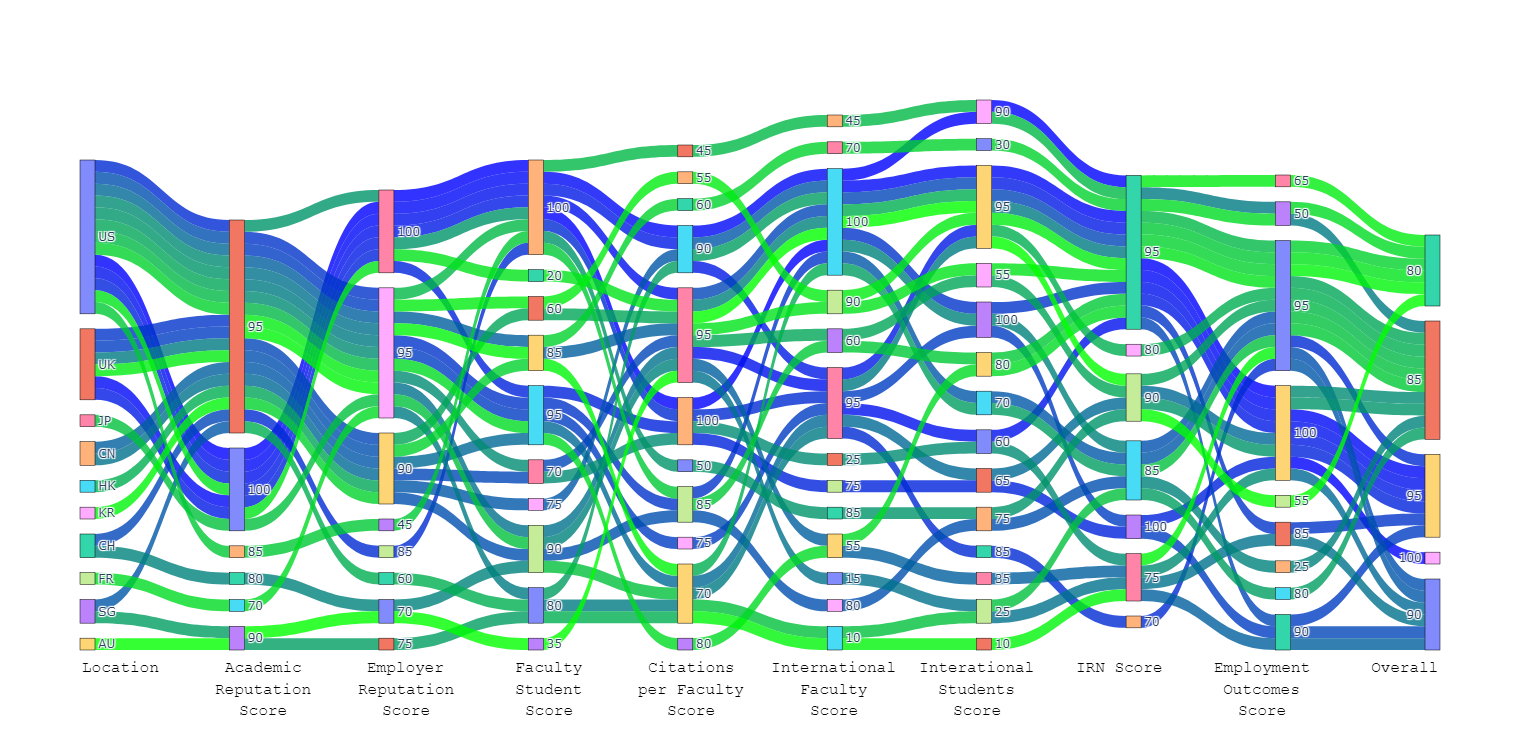 US
UK
JP
CN
HK
KR
CH
FR
SG
AU
95
100
85
80
70
90
100
95
90
45
85
60
70
75
100
20
60
85
95
70
75
90
80
35
45
55
60
90
95
100
50
85
75
70
80
45
70
100
90
60
95
25
75
85
55
15
80
10
90
30
95
55
100
80
70
60
65
75
85
35
25
10
95
80
90
85
100
75
70
65
50
95
100
55
85
25
80
90
80
85
95
100
90
Location
Academic
Reputation
Score
Employer
Reputation
Score
Faculty
Student
Score
Citations
per Faculty
Score
International
Faculty
Score
Interational
Students
Score
IRN Score
Employment
Outcomes
Score
Overall